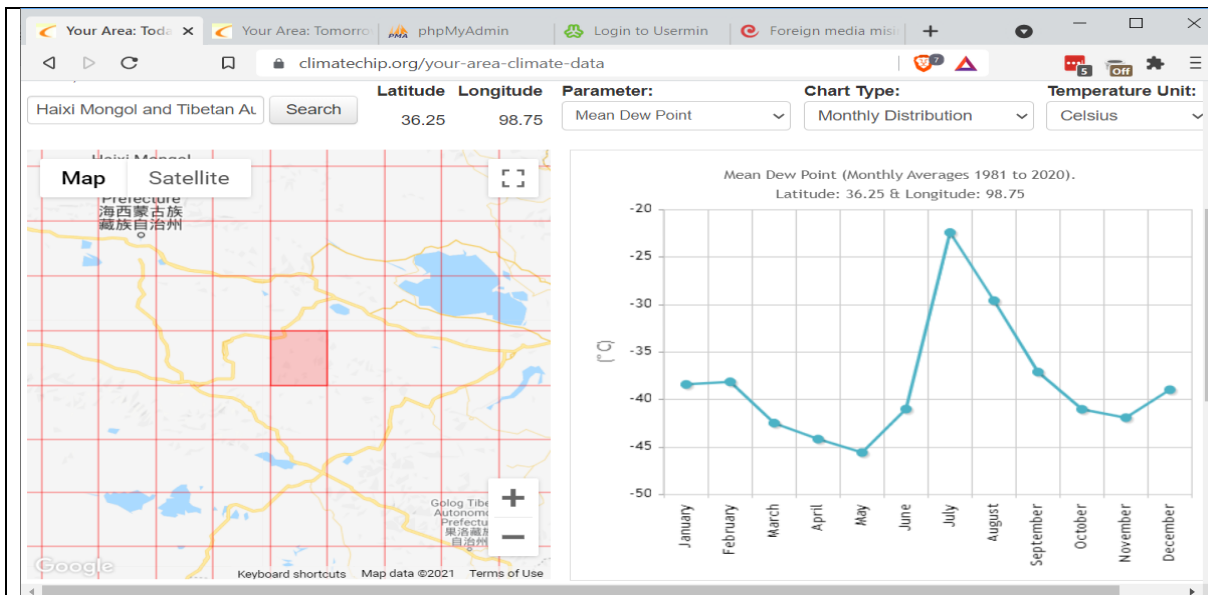 Your Area: Toda
Your Area: Tomorro
phpMyAdmin
Login to Usermin
Foreign media misi
climatechip.org/your-area-climate-data
7
5
Off
Latitude Longitude Parameter: Chart Type: Temperature Unit:
Haixi Mongol and Tibetan Au Search 36.25 98.75 Mean Dew Point Monthly Distribution Celsius
Map Satellite
Prefecture
海西蒙古族
藏族自治州
Golog Tibe
Autonomo
Prefectu
果洛藏族
自治州
Google
Keyboard shortcuts Map data ©2021 Terms of Use
Mean Dew Point (Monthly Averages 1981 to 2020).
Latitude: 36.25 & Longitude: 98.75
(°C)
-20
-25
-30
-35
-40
-45
-50
January
February
March
April
May
June
July
August
September
October
November
December